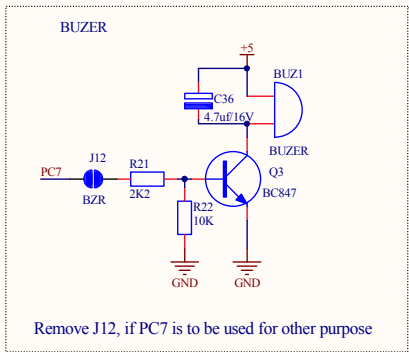 BUZER
+5
BUZ1
C36
4.7uf/16V
BUZER
J12
R21
Q3
PC7
BZR
2K2
BC847
R22
10K
GND
GND
Remove J12, if PC7 is to be used for other purpose